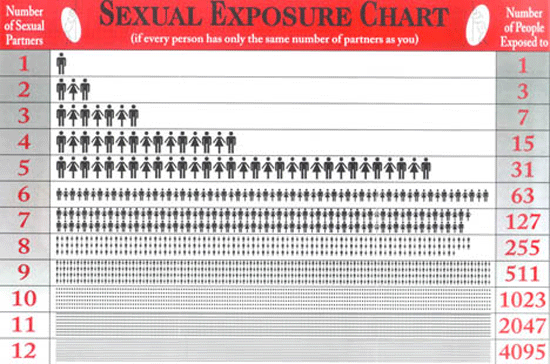 Number
of Sexual
Partners
SEXUAL EXPOSURE CHART
(if every person has only the same number of partners as you)
Number
of People
Exposed to
1 1
2 3
3 7
4 15
5 31
6 63
7 127
8 255
9 511
10 1023
11 2047
12 4095